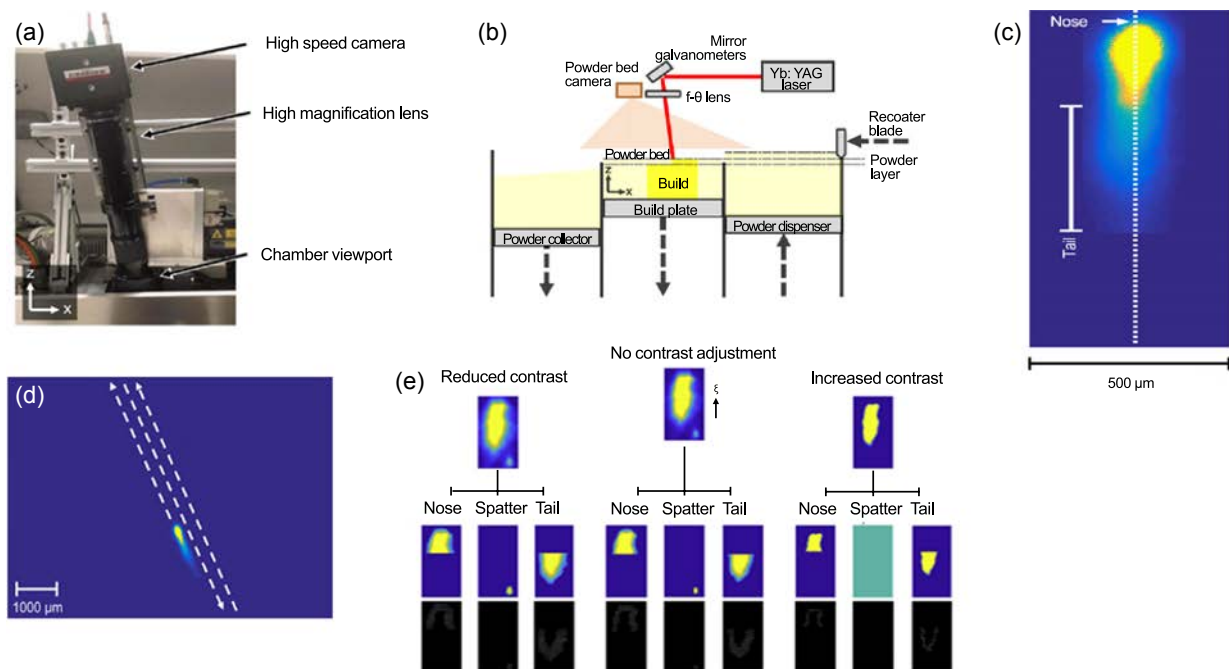 (a)
High speed camera
High magnification lens
Chamber viewport
z
x
(b)
Mirror
galvanometers
Powder bed
camera
Yb: YAG
laser
f-θ lens
Recoater
blade
Powder bed
Powder
layer
z
x
Build
Build plate
Powder collector
Powder dispenser
(c)
Nose
Tail
500 μm
(d)
1000 μm
(e)
No contrast adjustment
Reduced contrast
Increased contrast
ξ
Nose Spatter Tail
Nose Spatter Tail
Nose Spatter Tail